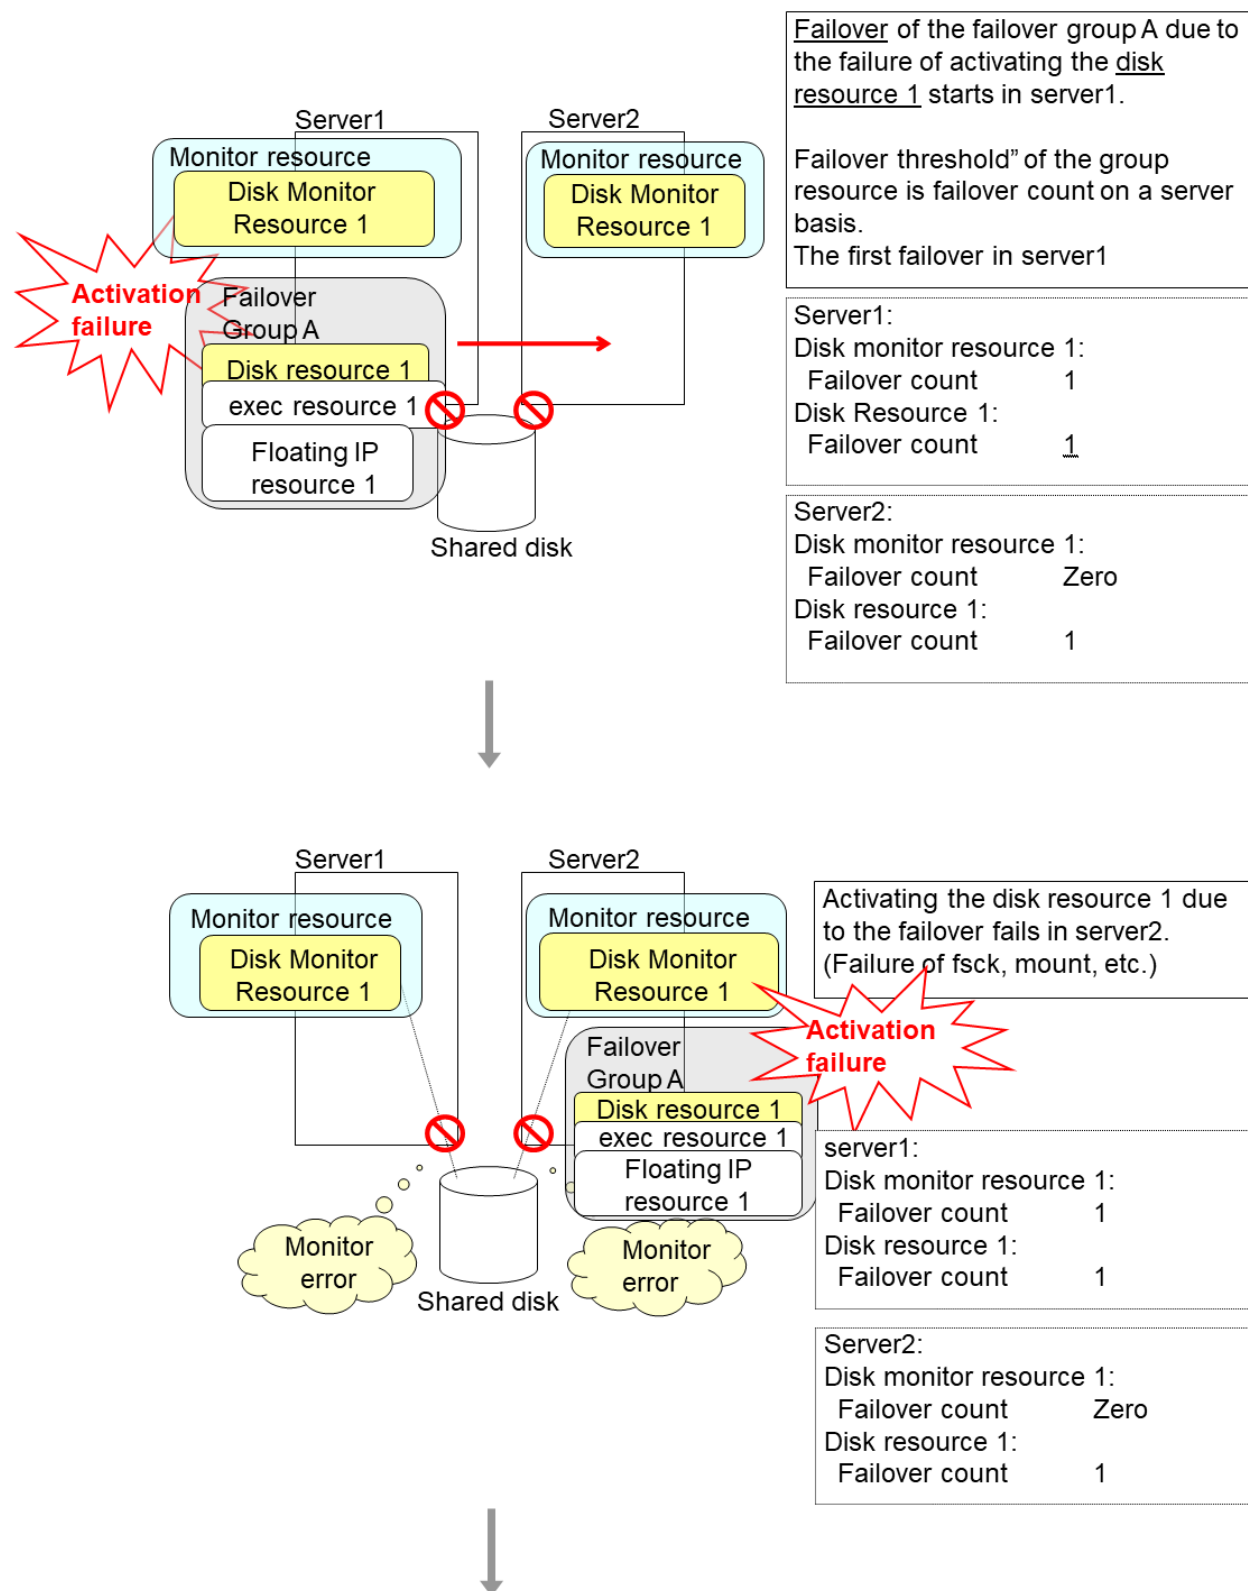 Failover of the failover group A due to
the failure of activating the disk
resource 1 starts in server1.
Failover threshold” of the group
resource is failover count on a server
basis.
The first failover in server1
Server1
Server2
Monitor resource
Disk Monitor
Resource 1
Monitor resource
Disk Monitor
Resource 1
Activation
failure
Failover
Group A
Disk resource 1
exec resource 1
Floating IP
resource 1
Shared disk
Server1:
Disk monitor resource 1:
Failover count 1
Disk Resource 1:
Failover count 1
Server2:
Disk monitor resource 1:
Failover count Zero
Disk resource 1:
Failover count 1
Server1
Server2
Monitor resource
Disk Monitor
Resource 1
Monitor resource
Disk Monitor
Resource 1
Activating the disk resource 1 due
to the failover fails in server2.
(Failure of fsck, mount, etc.)
Activation
failure
Failover
Group A
Disk resource 1
exec resource 1
Floating IP
resource 1
Monitor
error
Monitor
error
Shared disk
server1:
Disk monitor resource 1:
Failover count 1
Disk resource 1:
Failover count 1
Server2:
Disk monitor resource 1:
Failover count Zero
Disk resource 1:
Failover count 1